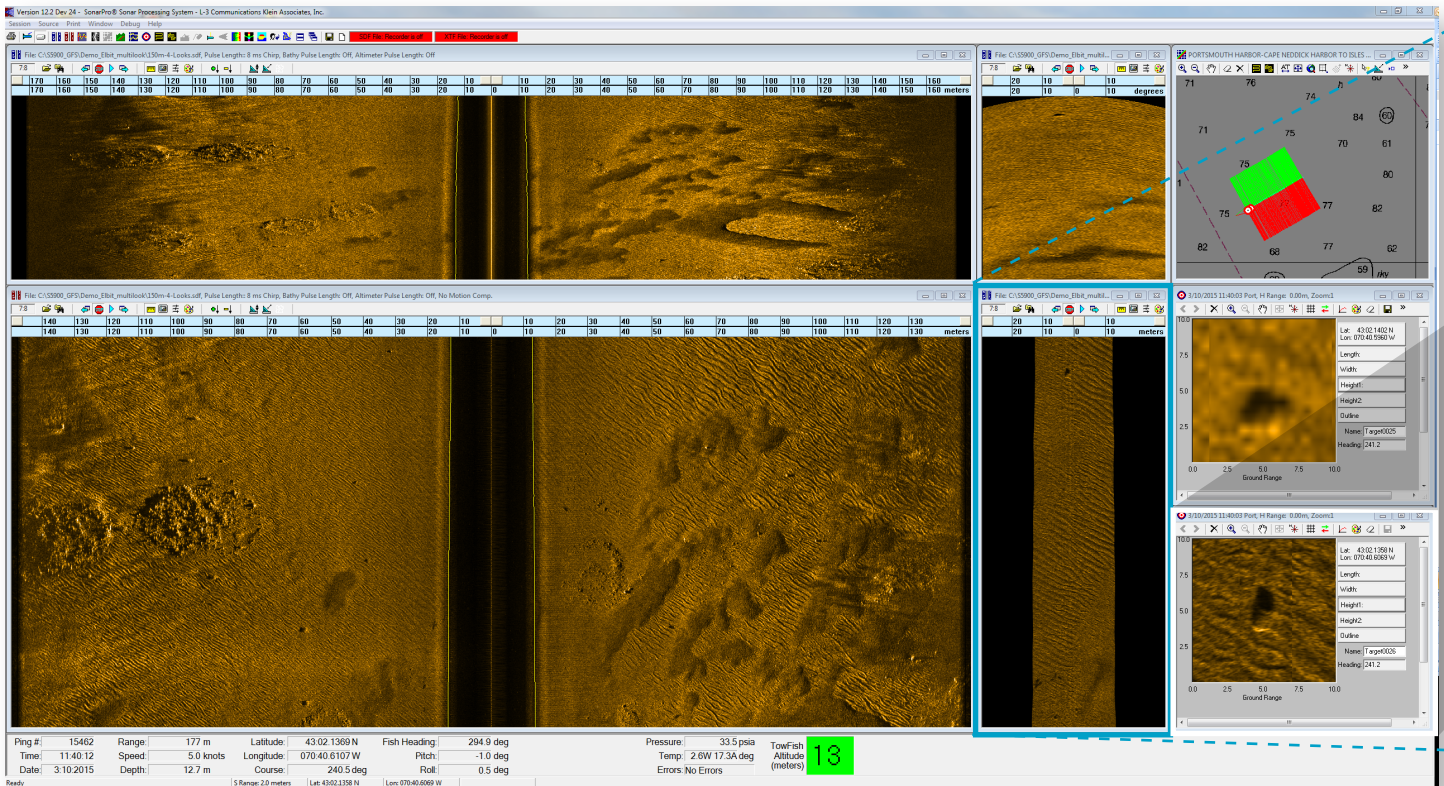 Version 12.2 Dev 24 - SonarPro® Sonar Processing System - L-3 Communications Klein Associates, Inc.
Session Source Print Window Debug Help
SDF File: Recorder is off XTF File: Recorder is off
File: C:\S5900_GFS\Demo_Elbit_multilook\150m-4-Looks.sdf, Pulse Length: 8 ms Chirp, Altimeter Pulse Length: Off
7.8
170 160 150 140 130 120 110 100 90 80 70 60 50 40 30 20 10 10 20 30 40 50 60 70 80 90 100 110 120 130 140 150 160
170 160 150 140 130 120 110 100 90 80 70 60 50 40 30 20 10 0 10 20 30 40 50 60 70 80 90 100 110 120 130 140 150 160 meters
File: C:\S5900_GFS\Demo_Elbit_multil...
7.8
20 10 10
20 10 0 10 degrees
PORTSMOUTH HARBOR-CAPE NEDDICK HARBOR TO ISLES ...
71 76
74
84 60
71 75
70 61
75
80
77
77
75 82
82 77 62
68
59 rky
File: C:\S5900_GFS\Demo_Elbit_multilook\150m-4-Looks.sdf, Pulse Length: 8 ms Chirp, Bathy Pulse Length: Off, Altimeter Pulse Length: Off, No Motion Comp.
7.8
140 130 120 110 100 90 80 70 60 50 40 30 20 10 10 20 30 40 50 60 70 80 90 100 110 120 130
140 130 120 110 100 90 80 70 60 50 40 30 20 10 0 10 20 30 40 50 60 70 80 90 100 110 120 130 meters
File: C:\S5900_GFS\Demo_Elbit_multil...
7.8
20 10 10
20 10 0 10 meters
3/10/2015 11:40:03 Port, H Range: 0.00m, Zoom:1
10.0
7.5
5.0
2.5
0.0 2.5 5.0 7.5 10.0
Ground Range
Lat: 43:02.1402 N
Lon: 070:40.5960 W
Length:
Width:
Height1:
Height2:
Outline
Name: Target0025
Heading: 241.2
3/10/2015 11:40:03 Port, H Range: 0.00m, Zoom:1
10.0
7.5
5.0
2.5
0.0 2.5 5.0 7.5 10.0
Ground Range
Lat: 43:02.1358 N
Lon: 070:40.6069 W
Length:
Width:
Height1:
Height2:
Outline
Name: Target0026
Heading: 241.2
Ping #: 15462 Range: 177 m Latitude: 43:02.1369 N Fish Heading: 294.9 deg Pressure: 33.5 psia
Time: 11:40:12 Speed: 5.0 knots Longitude: 070:40.6107 W Pitch: -1.0 deg Temp: 2.6W 17.3A deg
Date: 3:10:2015 Depth: 12.7 m Course: 240.5 deg Roll: 0.5 deg Errors: No Errors
TowFish
Altitude
(meters)
13
Ready S Range: 2.0 meters Lat: 43:02.1358 N Lon: 070:40.6069 W